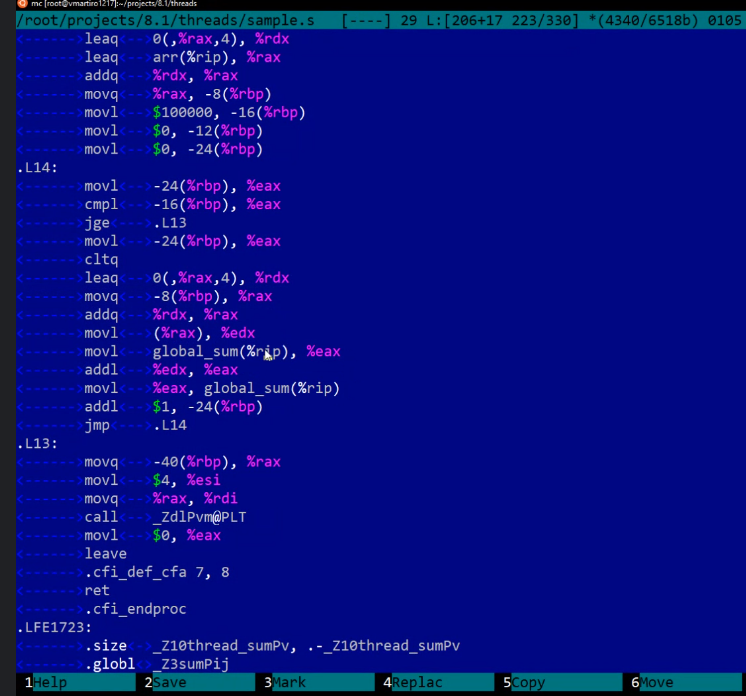 mc [root@vmartiro1217]:~/projects/8.1/threads
/root/projects/8.1/threads/sample.s [----] 29 L:[206+17 223/330] *(4340/6518b) 0105
<------>leaq<-->0(,%rax,4), %rdx
<------>leaq<-->arr(%rip), %rax
<------>addq<-->%rdx, %rax
<------>movq<-->%rax, -8(%rbp)
<------>movl<-->$100000, -16(%rbp)
<------>movl<-->$0, -12(%rbp)
<------>movl<-->$0, -24(%rbp)
.L14:
<------>movl<-->-24(%rbp), %eax
<------>cmpl<-->-16(%rbp), %eax
<------>jge<--->.L13
<------>movl<-->-24(%rbp), %eax
<------>cltq
<------>leaq<-->0(,%rax,4), %rdx
<------>movq<-->-8(%rbp), %rax
<------>addq<-->%rdx, %rax
<------>movl<-->(%rax), %edx
<------>movl<-->global_sum(%rip), %eax
<------>addl<-->%edx, %eax
<------>movl<-->%eax, global_sum(%rip)
<------>addl<-->$1, -24(%rbp)
<------>jmp<--->.L14
.L13:
<------>movq<-->-40(%rbp), %rax
<------>movl<-->$4, %esi
<------>movq<-->%rax, %rdi
<------>call<-->_ZdlPvm@PLT
<------>movl<-->$0, %eax
<------>leave
<------>.cfi_def_cfa 7, 8
<------>ret
<------>.cfi_endproc
.LFE1723:
<------>.size<->_Z10thread_sumPv, .-_Z10thread_sumPv
<------>.globl<>_Z3sumPij
1Help 2Save 3Mark 4Replac 5Copy 6Move